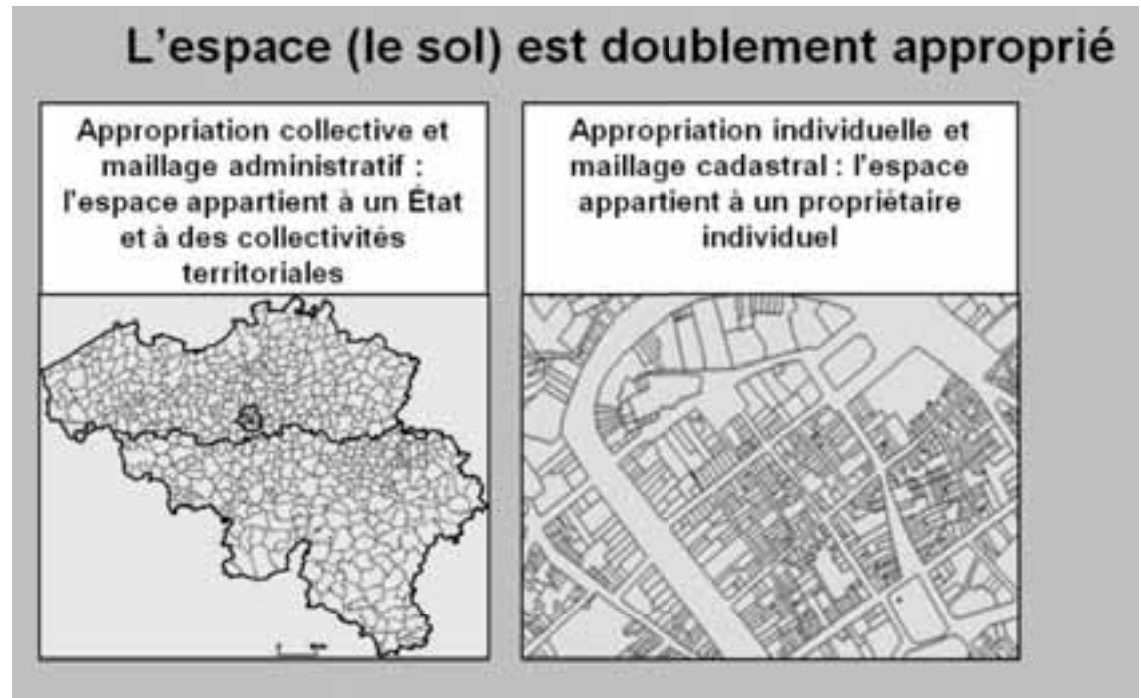 L'espace (le sol) est doublement approprié
Appropriation collective et
maillage administratif :
l'espace appartient à un État
et à des collectivités
territoriales
Appropriation individuelle et
maillage cadastral : l'espace
appartient à un propriétaire
individuel